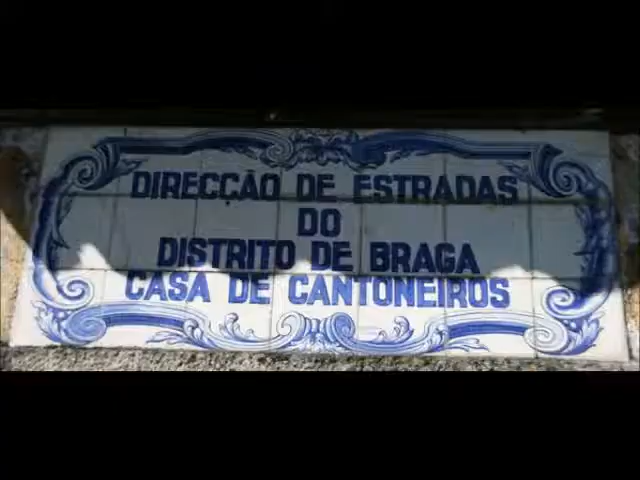 DIRECÇÃO DE ESTRADAS
DO
DISTRITO DE BRAGA
CASA DE CANTONEIROS